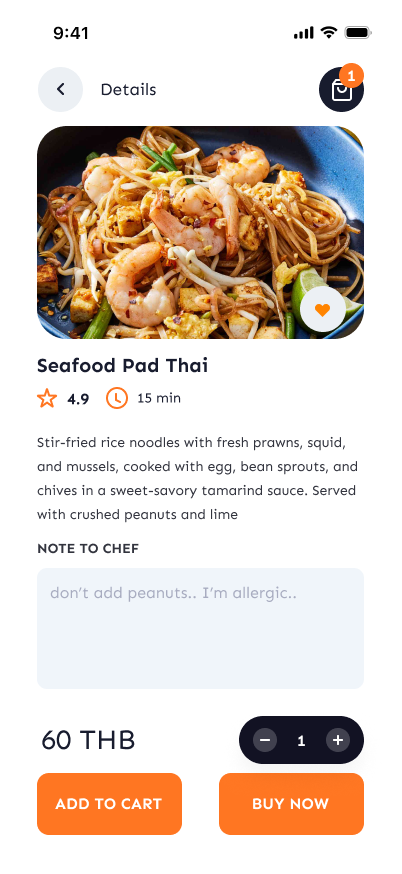 9:41
1
Details
Seafood Pad Thai
4.9 15 min
Stir-fried rice noodles with fresh prawns, squid,
and mussels, cooked with egg, bean sprouts, and
chives in a sweet-savory tamarind sauce. Served
with crushed peanuts and lime
NOTE TO CHEF
don’t add peanuts.. I’m allergic..
60 THB
1
ADD TO CART BUY NOW